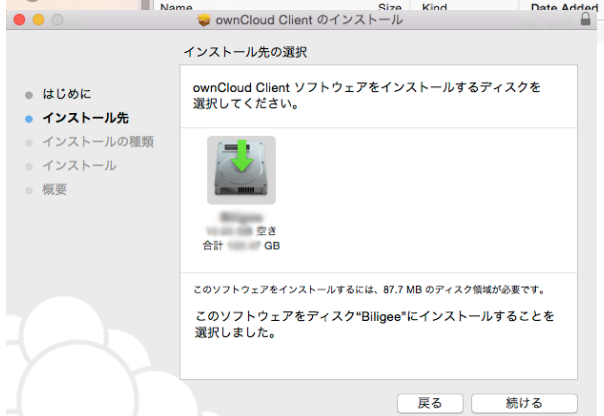 Name Size Kind Date Added
ownCloud Client のインストール
インストール先の選択
はじめに
インストール先
インストールの種類
インストール
概要
ownCloud Client ソフトウェアをインストールするディスクを
選択してください。
空き
合計 GB
このソフトウェアをインストールするには、87.7 MB のディスク領域が必要です。
このソフトウェアをディスク“Biligee”にインストールすることを
選択しました。
戻る
続ける